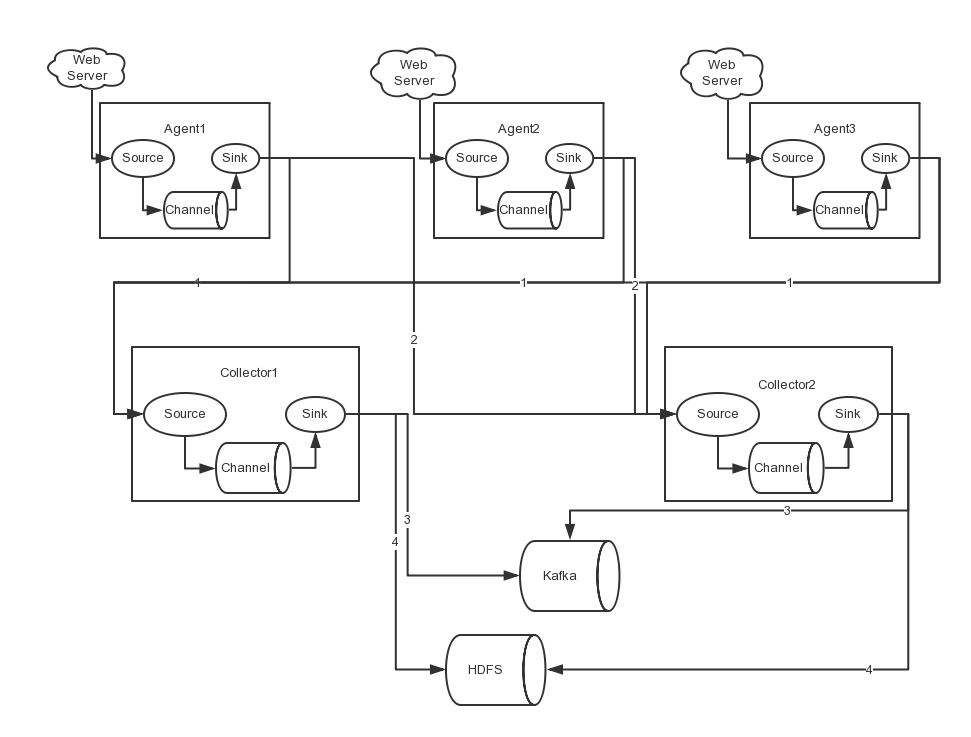 Web
Server
Web
Server
Web
Server
Agent1
Agent2
Agent3
Source
Sink
Source
Sink
Source
Sink
Channel
Channel
Channel
1
1
2
1
2
Collector1
Collector2
Source
Sink
Source
Sink
Channel
Channel
3
3
4
Kafka
HDFS
4